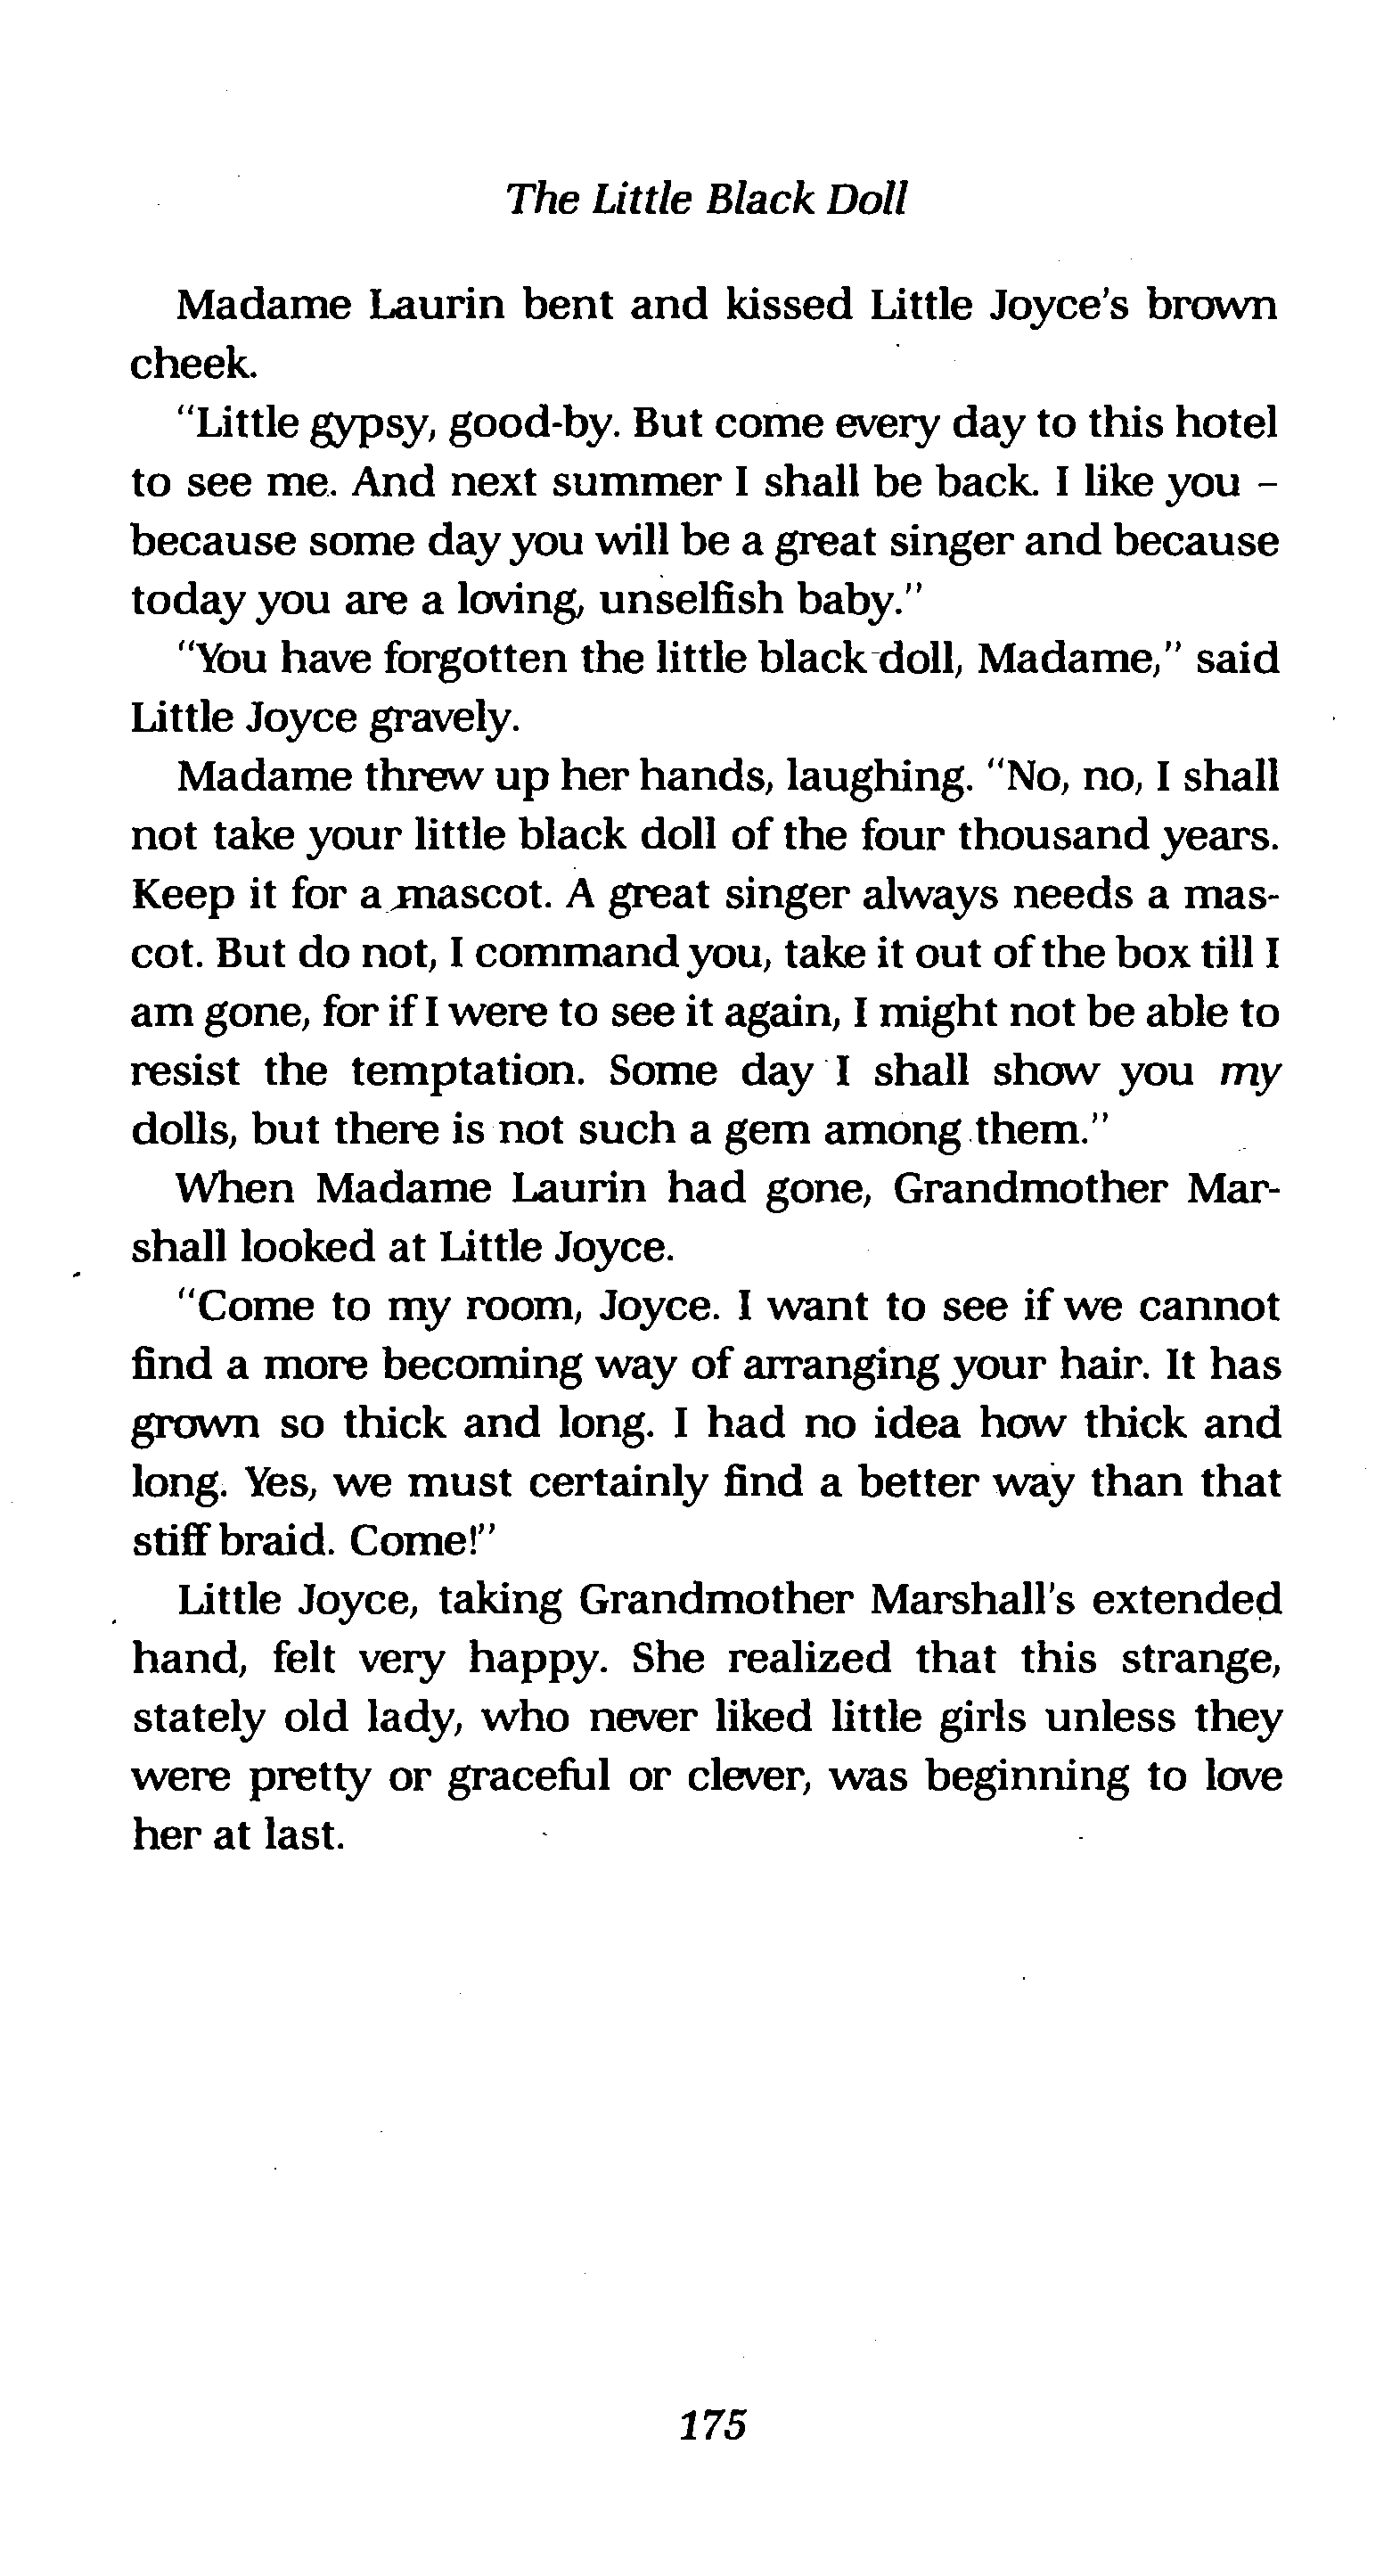 The Little Black Doll
Madame Laurin bent and kissed Little Joyce's brown
cheek.
"Little gypsy, good-by. But come every day to this hotel
to see me. And next summer I shall be back. I like you –
because some day you will be a great singer and because
today you are a loving, unselfish baby."
"You have forgotten the little black doll, Madame," said
Little Joyce gravely.
Madame threw up her hands, laughing. "No, no, I shall
not take your little black doll of the four thousand years.
Keep it for a mascot. A great singer always needs a mas-
cot. But do not, I command you, take it out of the box till I
am gone, for if I were to see it again, I might not be able to
resist the temptation. Some day I shall show you my
dolls, but there is not such a gem among them."
When Madame Laurin had gone, Grandmother Mar-
shall looked at Little Joyce.
"Come to my room, Joyce. I want to see if we cannot
find a more becoming way of arranging your hair. It has
grown so thick and long. I had no idea how thick and
long. Yes, we must certainly find a better way than that
stiff braid. Come!"
Little Joyce, taking Grandmother Marshall's extended
hand, felt very happy. She realized that this strange,
stately old lady, who never liked little girls unless they
were pretty or graceful or clever, was beginning to love
her at last.
175